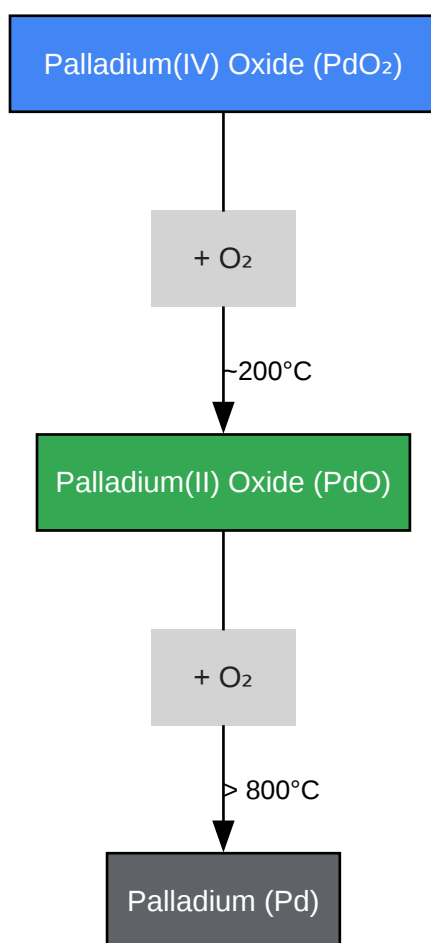 Palladium(IV) Oxide (PdO₂)
+ O₂
~200°C
Palladium(II) Oxide (PdO)
+ O₂
> 800°C
Palladium (Pd)